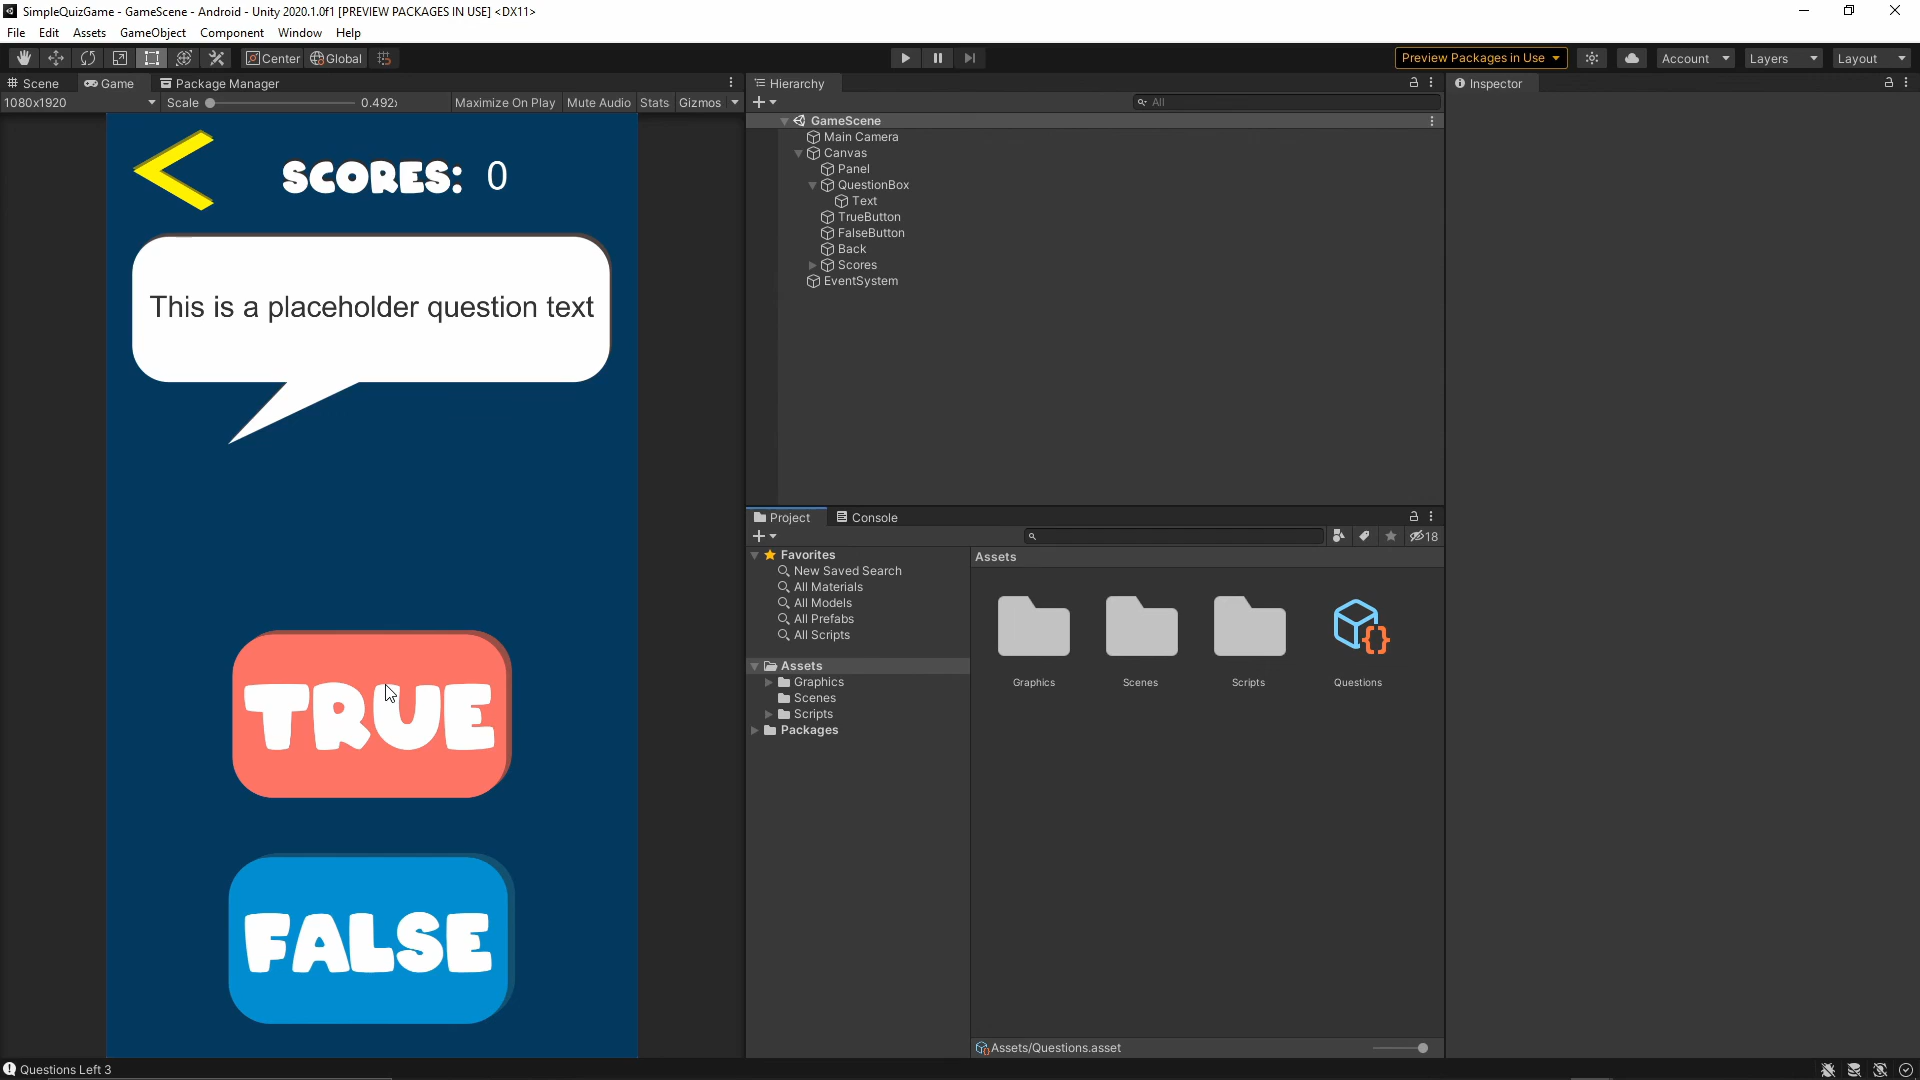 SimpleQuizGame - GameScene - Android - Unity 2020.1.0f1 [PREVIEW PACKAGES IN USE] <DX11>
File Edit Assets GameObject Component Window Help
Center Global Preview Packages in Use Account Layers Layout
Scene Game Package Manager
1080x1920 Scale 0.492x Maximize On Play Mute Audio Stats Gizmos
SCORES: 0
This is a placeholder question text
TRUE
FALSE
Hierarchy
All
GameScene
Main Camera
Canvas
Panel
QuestionBox
Text
TrueButton
FalseButton
Back
Scores
EventSystem
Project Console
18
Favorites
New Saved Search
All Materials
All Models
All Prefabs
All Scripts
Assets
Graphics
Scenes
Scripts
Packages
Assets
Graphics Scenes Scripts Questions
Assets/Questions.asset
Inspector
Questions Left 3